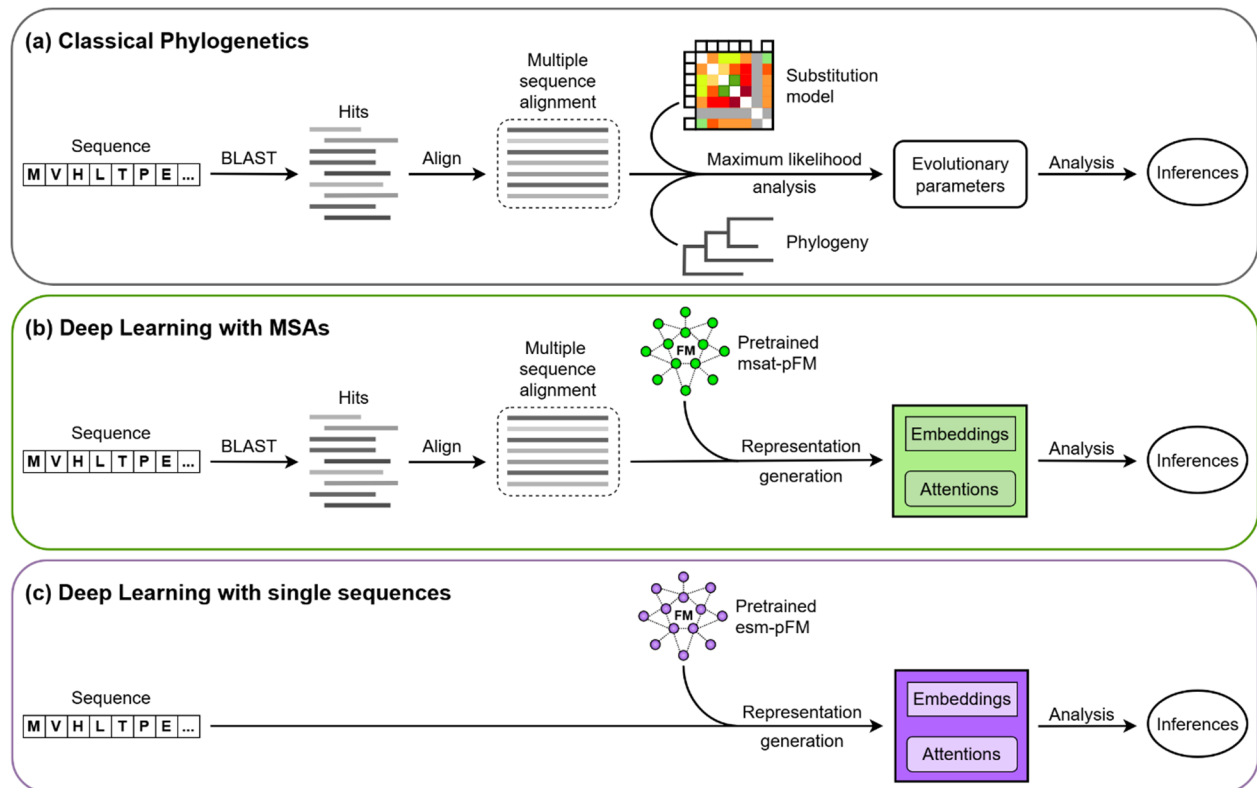 (a) Classical Phylogenetics
Sequence
M V H L T P E ...
BLAST
Hits
Align
Multiple
sequence
alignment
Substitution
model
Maximum likelihood
analysis
Phylogeny
Evolutionary
parameters
Analysis
Inferences
(b) Deep Learning with MSAs
Sequence
M V H L T P E ...
BLAST
Hits
Align
Multiple
sequence
alignment
FM
Pretrained
msat-pFM
Representation
generation
Embeddings
Attentions
Analysis
Inferences
(c) Deep Learning with single sequences
Sequence
M V H L T P E ...
FM
Pretrained
esm-pFM
Representation
generation
Embeddings
Attentions
Analysis
Inferences